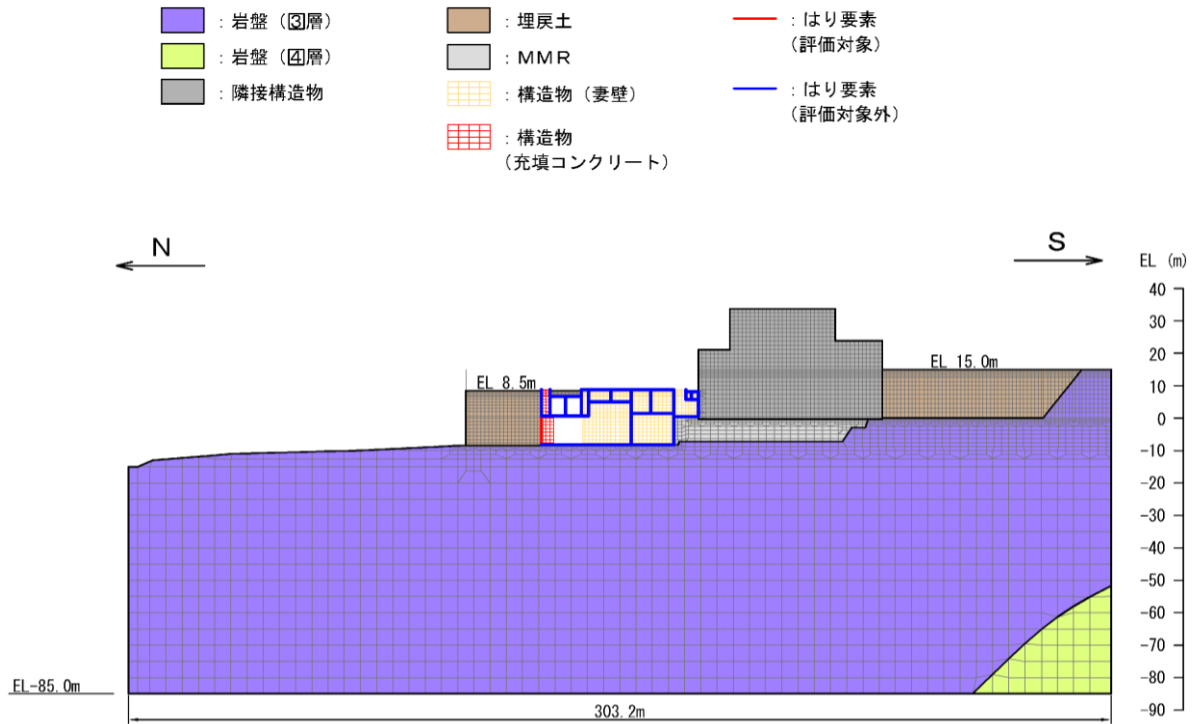 ：岩盤（③層）
：岩盤（④層）
：隣接構造物
：埋戻土
：ＭＭＲ
：構造物（妻壁）
：構造物
（充填コンクリート）
：はり要素
（評価対象）
：はり要素
（評価対象外）
N
S
EL (m)
40
30
20
10
0
-10
-20
-30
-40
-50
-60
-70
-80
-90
EL 8.5m
EL 15.0m
EL-85.0m
303.2m